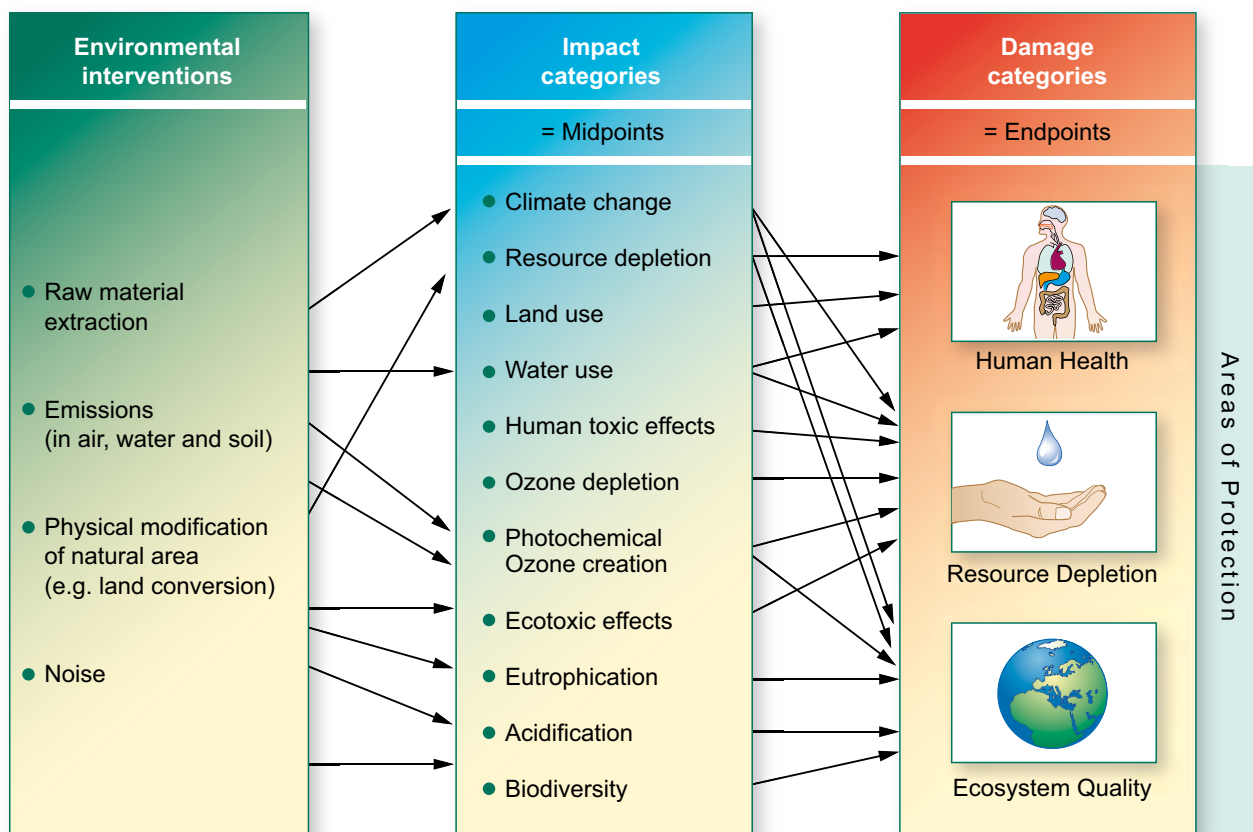 Environmental
interventions
Raw material
extraction
Emissions
(in air, water and soil)
Physical modification
of natural area
(e.g. land conversion)
Noise
Impact
categories
= Midpoints
Climate change
Resource depletion
Land use
Water use
Human toxic effects
Ozone depletion
Photochemical
Ozone creation
Ecotoxic effects
Eutrophication
Acidification
Biodiversity
Damage
categories
= Endpoints
Human Health
Resource Depletion
Ecosystem Quality
Areas of Protection